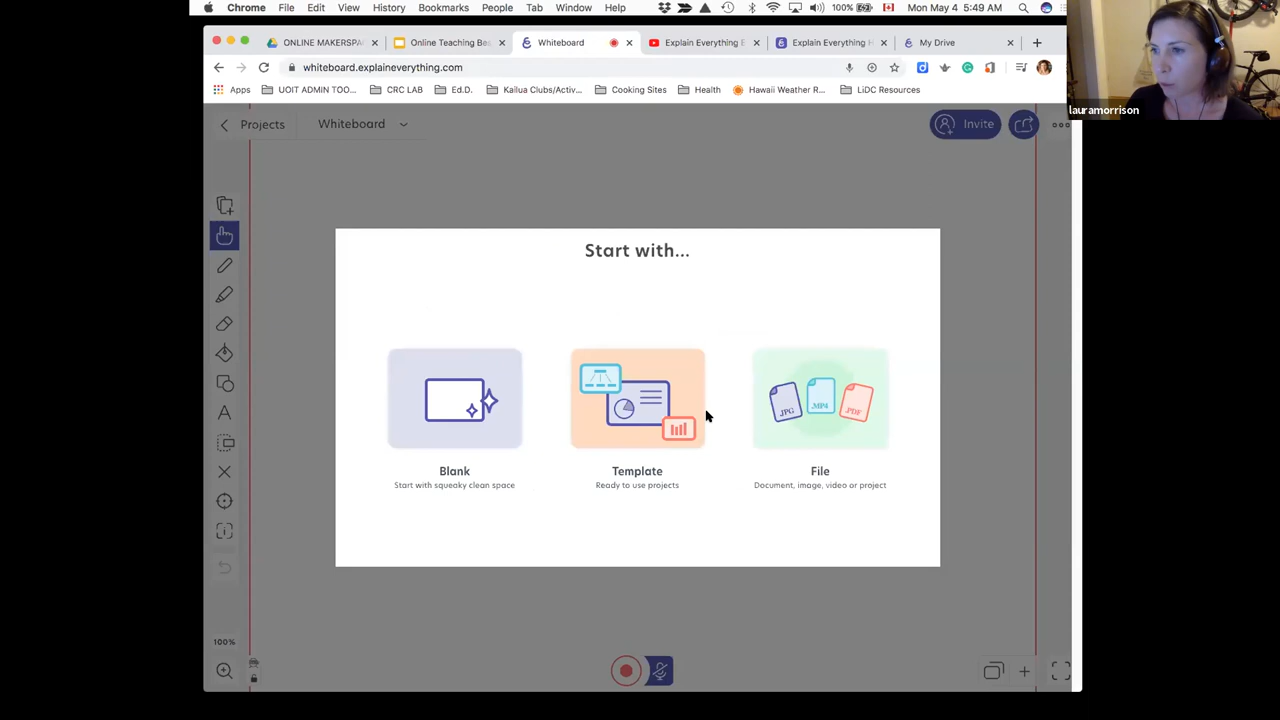 Chrome File Edit View History Bookmarks People Tab Window Help 100% Mon May 4 5:49 AM
ONLINE MAKERSPA Online Teaching Bes Whiteboard Explain Everything E Explain Everything H My Drive
whiteboard.explaineverything.com
Apps UOIT ADMIN TOO... CRC LAB Ed.D. Kailua Clubs/Activ... Cooking Sites Health Hawaii Weather R... LiDC Resources
lauramorrison
Projects Whiteboard Invite
Start with...
JPG .MP4 PDF
Blank Template File
Start with squeaky clean space Ready to use projects Document, image, video or project
A
100%